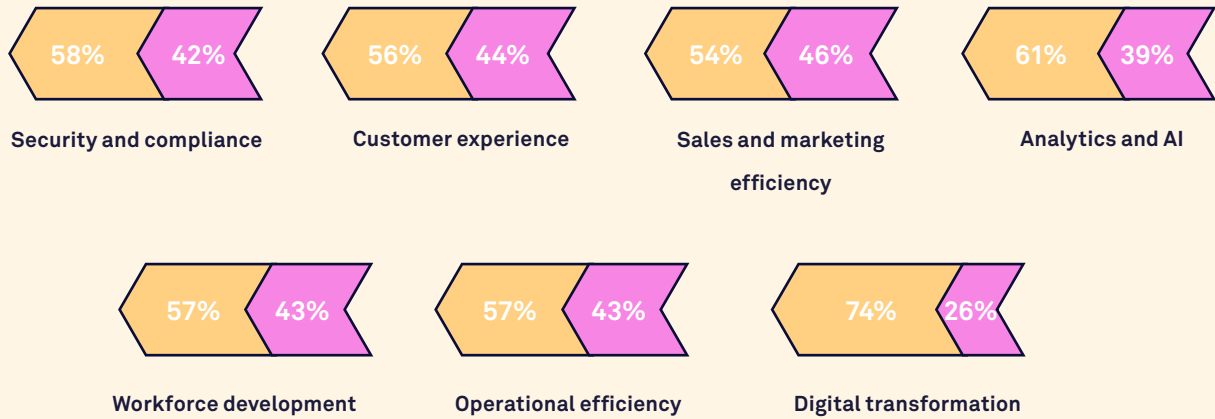 58% 42%
56% 44%
54% 46%
61% 39%
Security and compliance
Customer experience
Sales and marketing
efficiency
Analytics and AI
57% 43%
57% 43%
74% 26%
Workforce development
Operational efficiency
Digital transformation